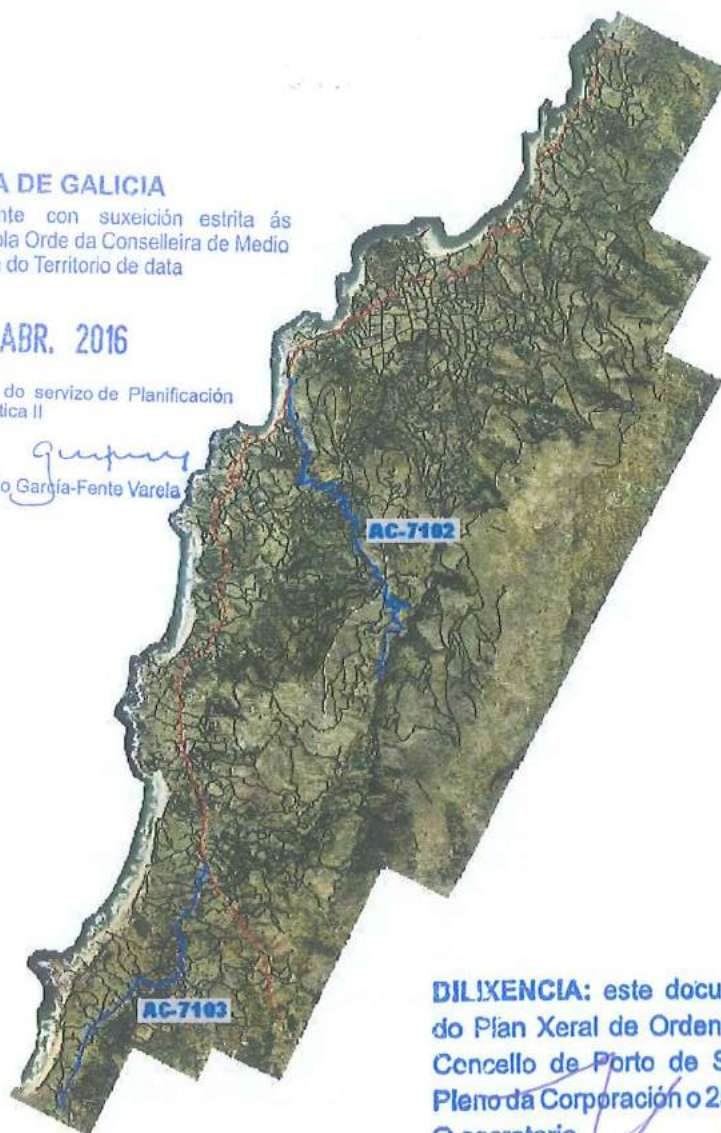 A DE GALICIA
nte con suxeición estrita ás
ola Orde da Conselleira de Medio
do Territorio de data
ABR. 2016
do servizo de Planificación
tica II
o García-Fente Varela
AC-7102
AC-7103
DILIXENCIA: este docu
do Plan Xeral de Orden
Concello de Porto de S
Pleno da Corporación o 2
O secretario